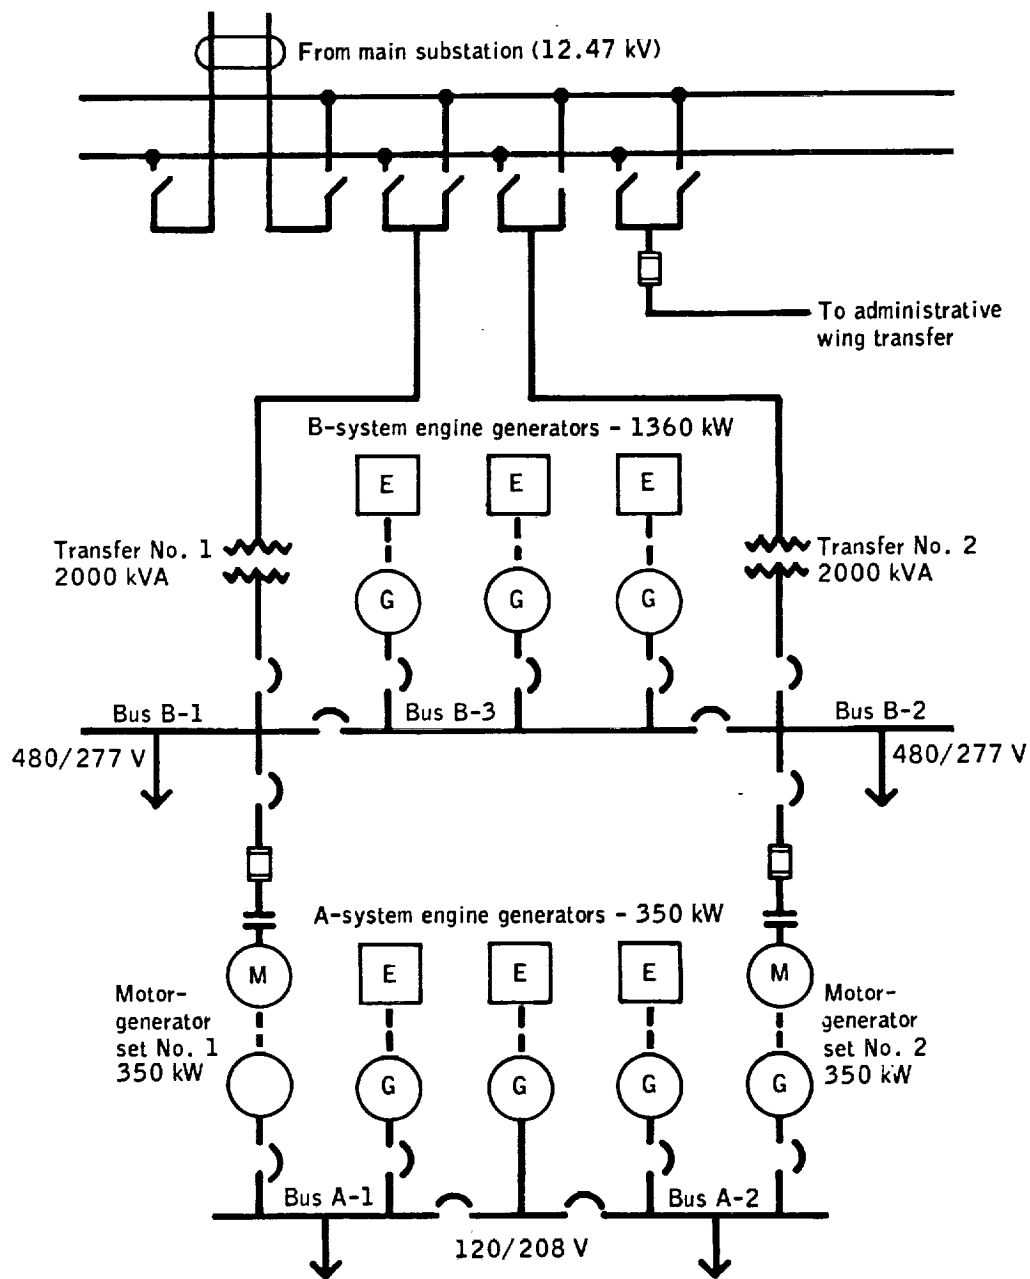 From main substation (12.47 kV)
To administrative
wing transfer
B-system engine generators - 1360 kW
E
E
E
Transfer No. 1
2000 kVA
Transfer No. 2
2000 kVA
G
G
G
Bus B-1
Bus B-3
Bus B-2
480/277 V
480/277 V
A-system engine generators - 350 kW
M
E
E
E
M
Motor-
generator
set No. 1
350 kW
Motor-
generator
set No. 2
350 kW
G
G
G
G
Bus A-1
Bus A-2
120/208 V